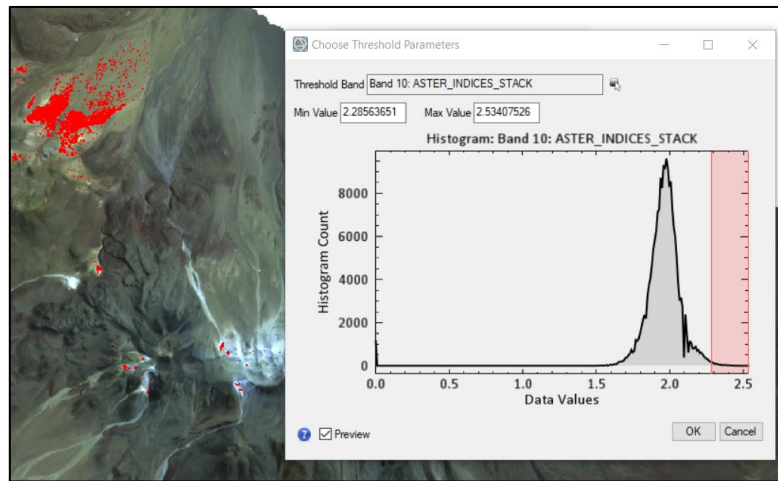 Choose Threshold Parameters
Threshold Band Band 10: ASTER_INDICES_STACK
Min Value 2.28563651 Max Value 2.53407526
Histogram: Band 10: ASTER_INDICES_STACK
Histogram Count
8000
6000
4000
2000
0
0.0 0.5 1.0 1.5 2.0 2.5
Data Values
? Preview OK Cancel